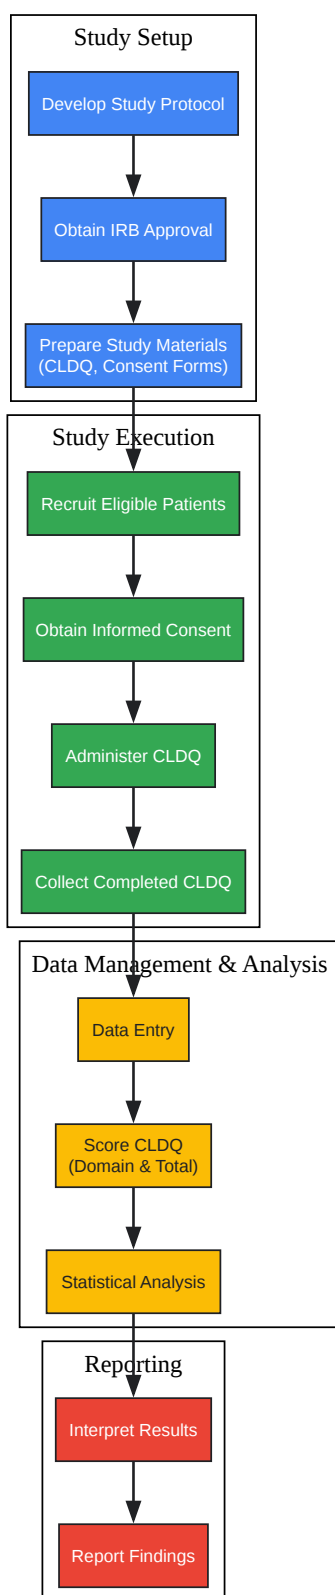 Study Setup
Develop Study Protocol
Obtain IRB Approval
Prepare Study Materials
(CLDQ, Consent Forms)
Study Execution
Recruit Eligible Patients
Obtain Informed Consent
Administer CLDQ
Collect Completed CLDQ
Data Management & Analysis
Data Entry
Score CLDQ
(Domain & Total)
Statistical Analysis
Reporting
Interpret Results
Report Findings